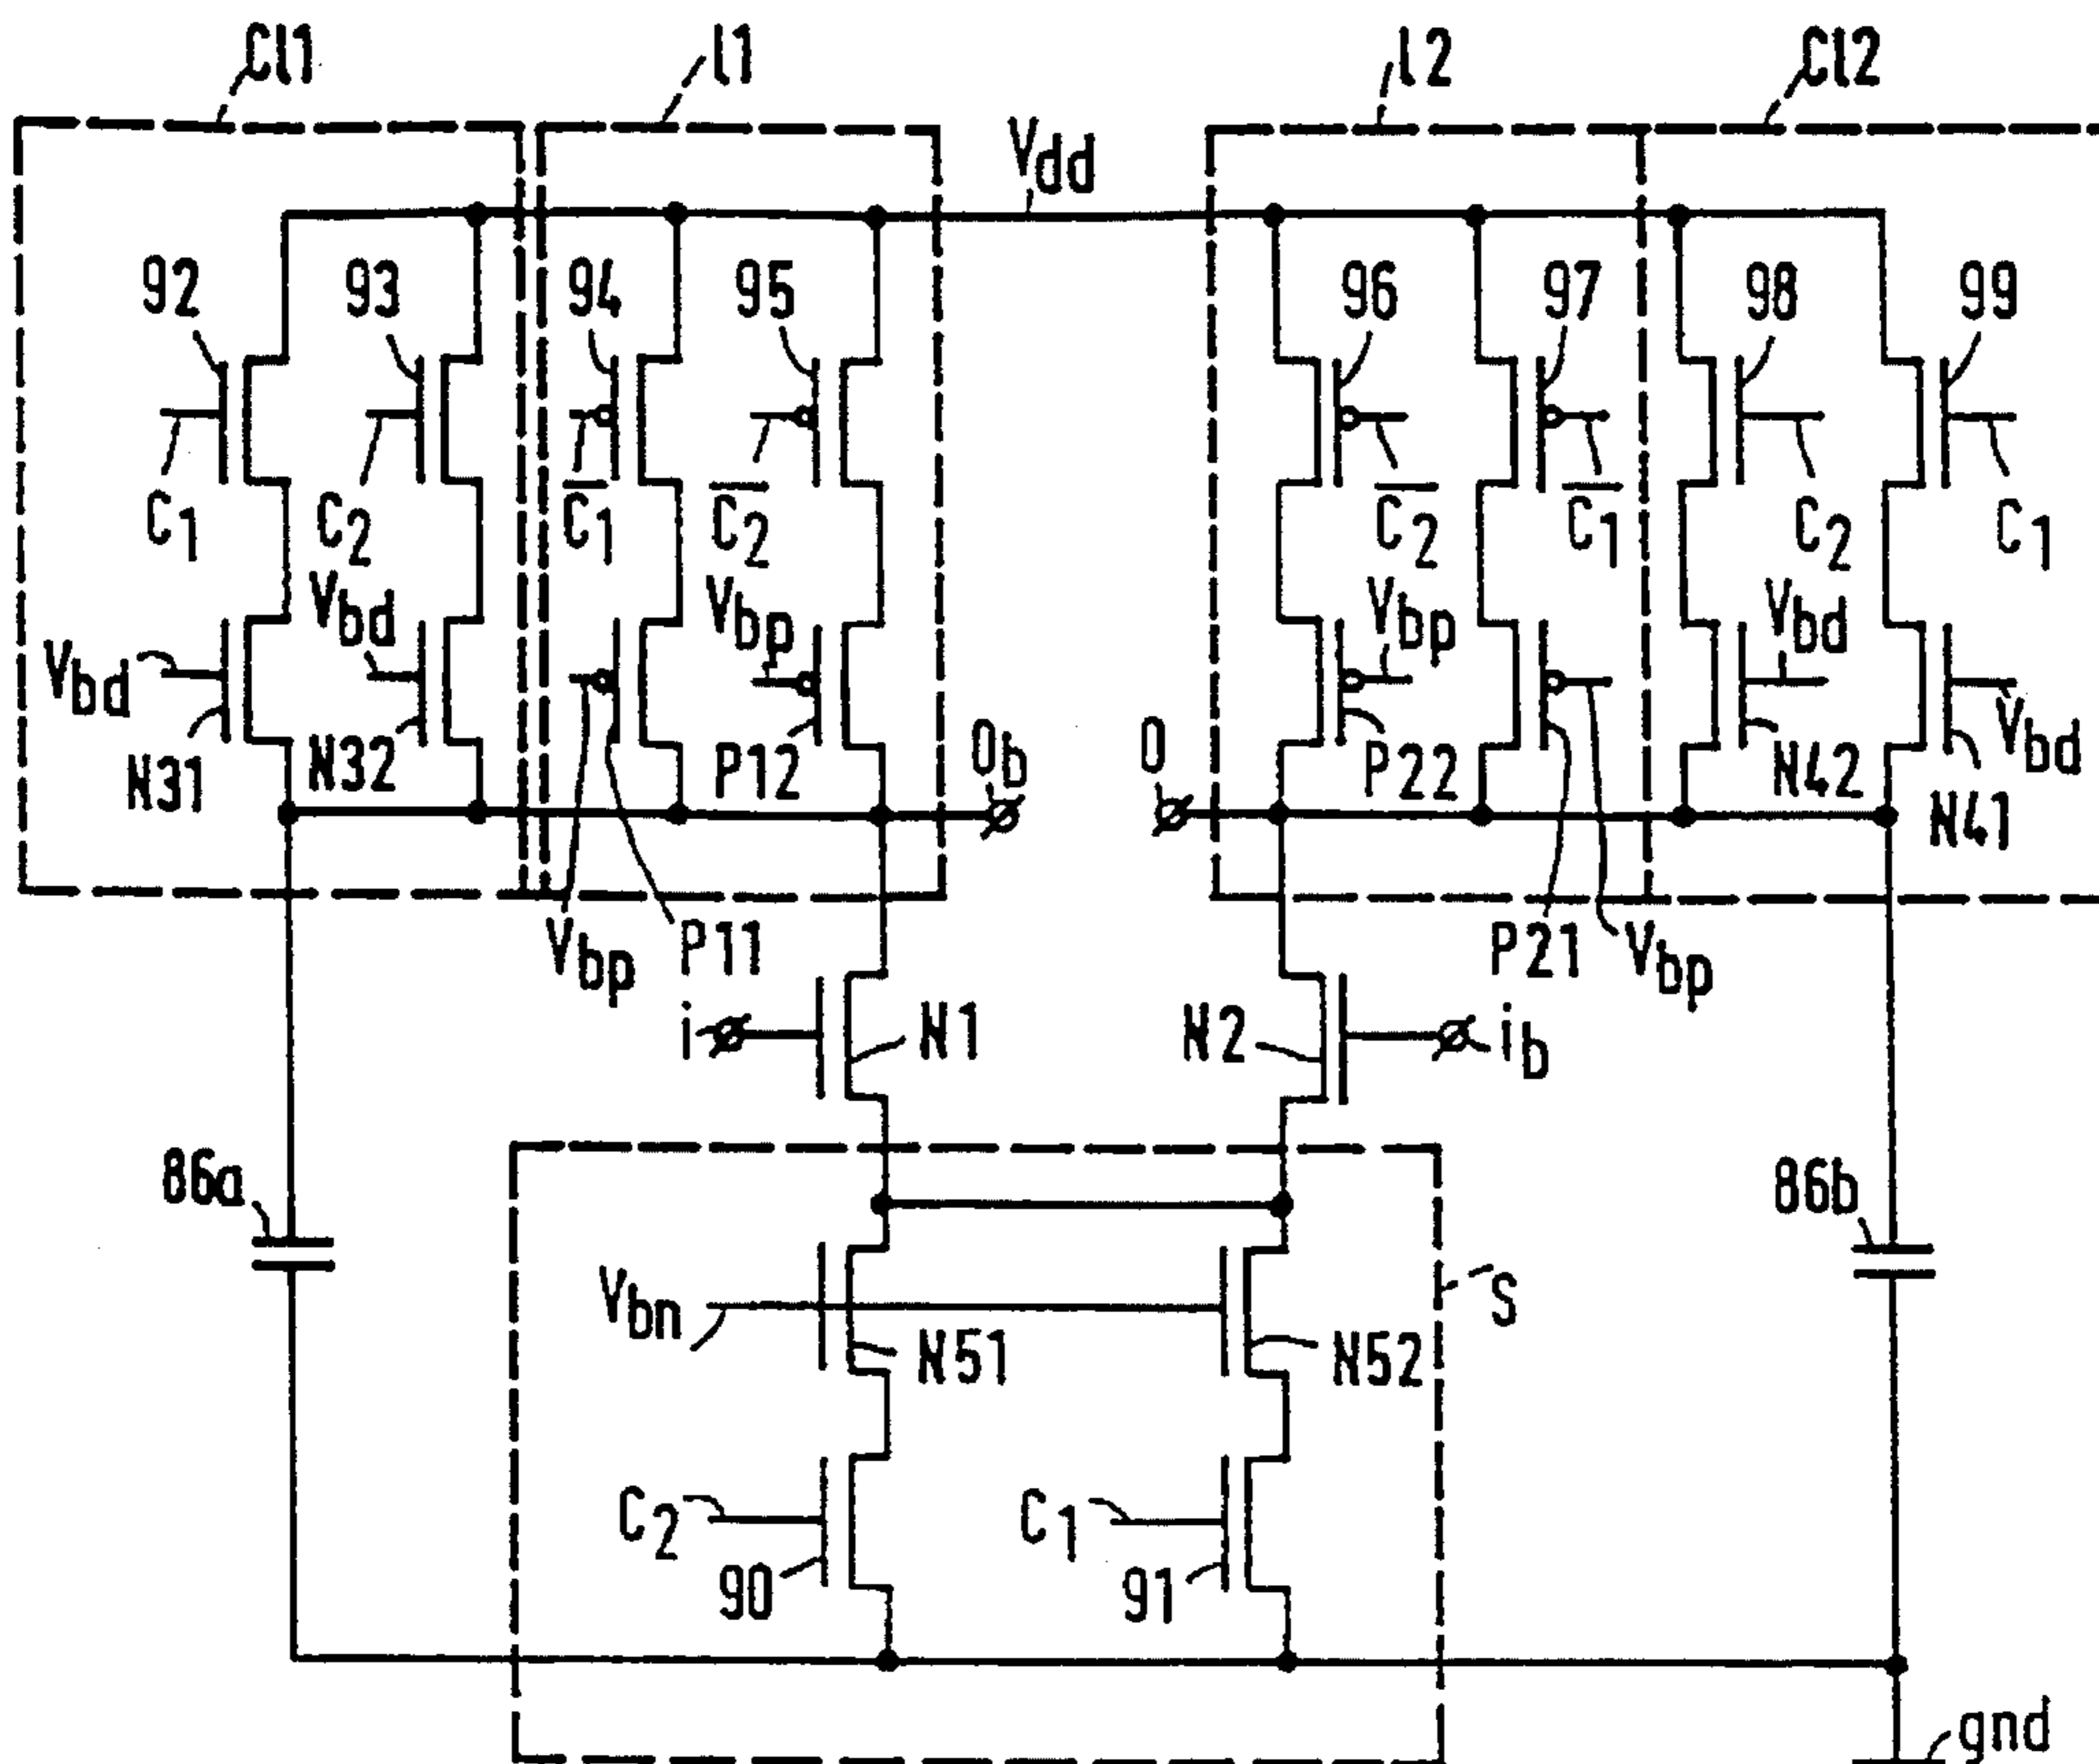 Cl1 l1 l2 Cl2
Vdd
92 93 94 95 96 97 98 99
C1 C2 C̅1 C̅2 C̅2 C̅1 C2 C1
Vbd Vbd Vbp Vbp Vbd Vbd
N31 N32 P12 Ob O P22 N42 N41
Vbp P11 P21 Vbp
i N1 N2 ib
86a 86b
Vbn N51 N52 S
C2 C1
90 91
gnd